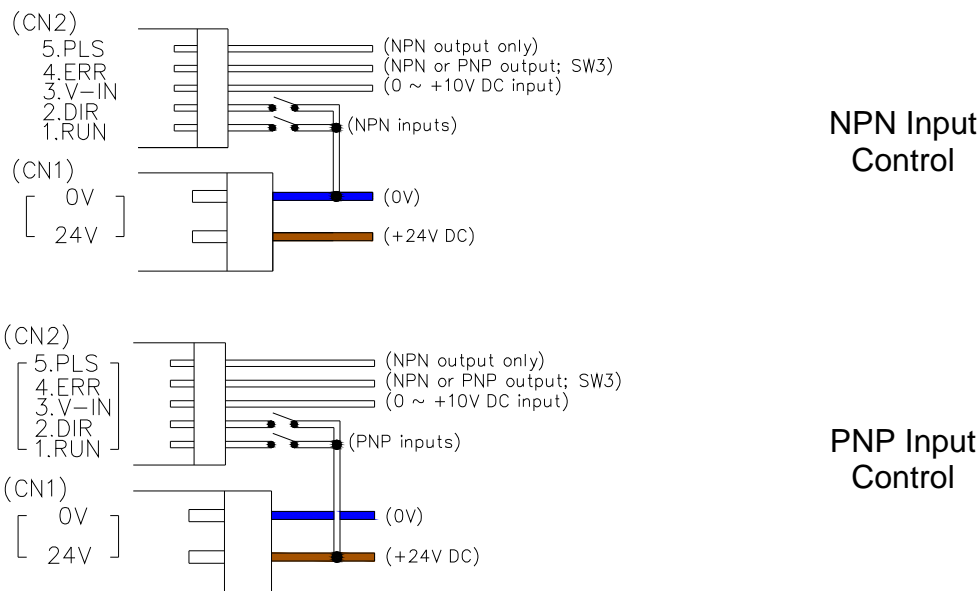 (CN2)
5.PLS
(NPN output only)
4.ERR
(NPN or PNP output; SW3)
3.V-IN
(0 ~ +10V DC input)
2.DIR
1.RUN
(NPN inputs)
NPN Input
Control
(CN1)
0V
(0V)
24V
(+24V DC)
(CN2)
5.PLS
(NPN output only)
4.ERR
(NPN or PNP output; SW3)
3.V-IN
(0 ~ +10V DC input)
2.DIR
1.RUN
(PNP inputs)
PNP Input
Control
(CN1)
0V
(0V)
24V
(+24V DC)